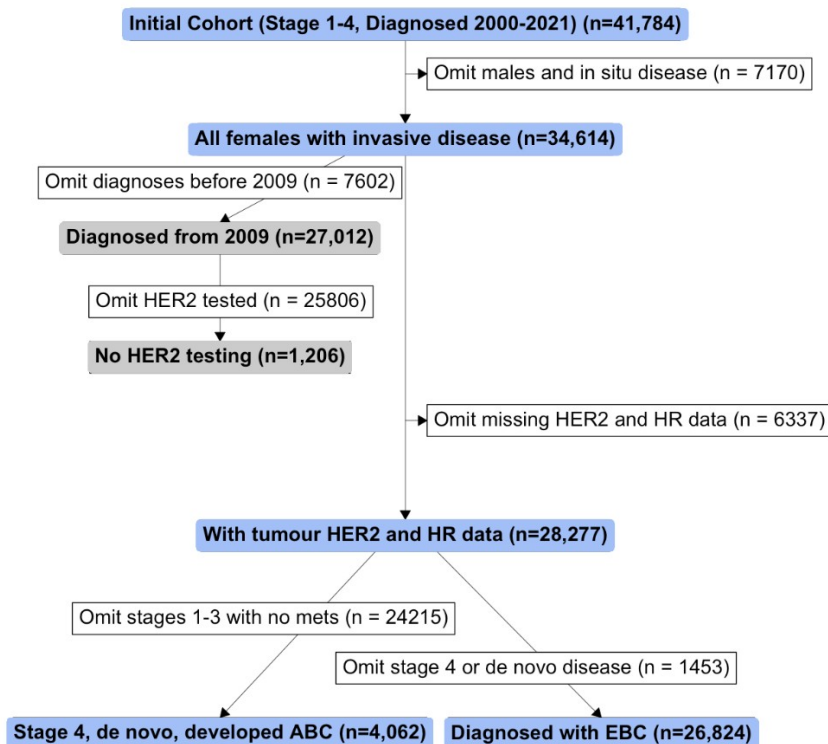 Initial Cohort (Stage 1-4, Diagnosed 2000-2021) (n=41,784)
Omit males and in situ disease (n = 7170)
All females with invasive disease (n=34,614)
Omit diagnoses before 2009 (n = 7602)
Diagnosed from 2009 (n=27,012)
Omit HER2 tested (n = 25806)
No HER2 testing (n=1,206)
Omit missing HER2 and HR data (n = 6337)
With tumour HER2 and HR data (n=28,277)
Omit stages 1-3 with no mets (n = 24215)
Omit stage 4 or de novo disease (n = 1453)
Stage 4, de novo, developed ABC (n=4,062)
Diagnosed with EBC (n=26,824)